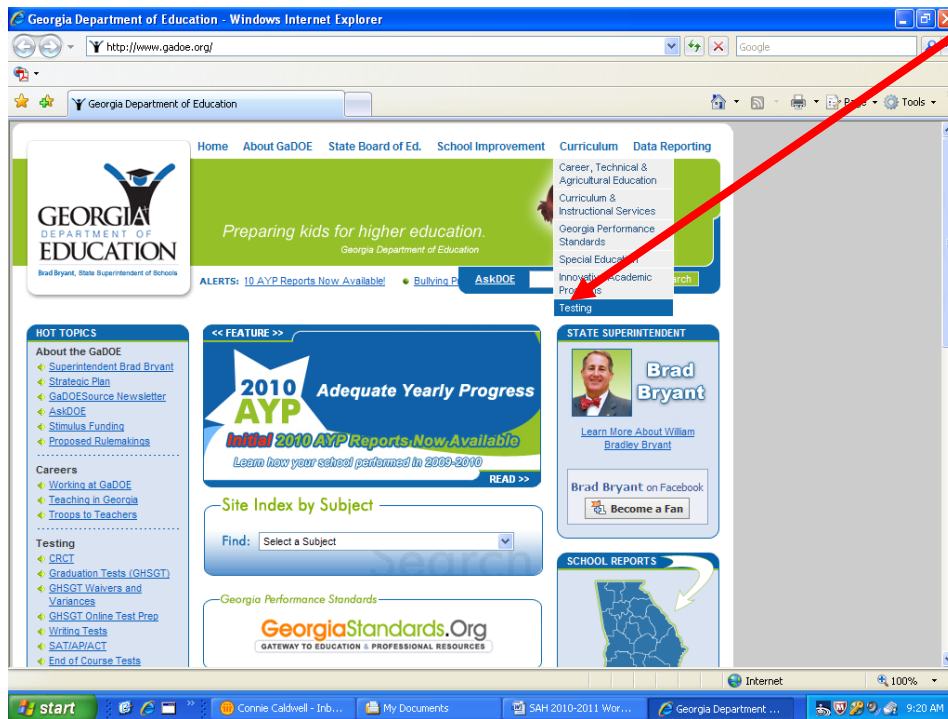 Georgia Department of Education - Windows Internet Explorer
http://www.gadoe.org/
Google
Georgia Department of Education
Page
Tools
Home About GaDOE State Board of Ed. School Improvement Curriculum Data Reporting
Career, Technical &
Agricultural Education
Curriculum &
Instructional Services
Georgia Performance
Standards
Special Education
Innovative Academic
Programs
Testing
GEORGIA
DEPARTMENT OF
EDUCATION
Brad Bryant, State Superintendent of Schools
Preparing kids for higher education.
Georgia Department of Education
ALERTS: 10 AYP Reports Now Available! Bullying P
AskDOE
HOT TOPICS
About the GaDOE
Superintendent Brad Bryant
Strategic Plan
GaDOESource Newsletter
AskDOE
Stimulus Funding
Proposed Rulemakings
Careers
Working at GaDOE
Teaching in Georgia
Troops to Teachers
Testing
CRCT
Graduation Tests (GHSGT)
GHSGT Waivers and
Variances
GHSGT Online Test Prep
Writing Tests
SAT/AP/ACT
End of Course Tests
<< FEATURE >>
2010
AYP
Adequate Yearly Progress
Initial 2010 AYP Reports Now Available
Learn how your school performed in 2009-2010
READ >>
Site Index by Subject
Find: Select a Subject
Search
Georgia Performance Standards
GeorgiaStandards.Org
GATEWAY TO EDUCATION & PROFESSIONAL RESOURCES
STATE SUPERINTENDENT
Brad
Bryant
Learn More About William
Bradley Bryant
Brad Bryant on Facebook
Become a Fan
SCHOOL REPORTS
Internet
100%
start
Connie Caldwell - Inb...
My Documents
SAH 2010-2011 Wor...
Georgia Department ...
9:20 AM